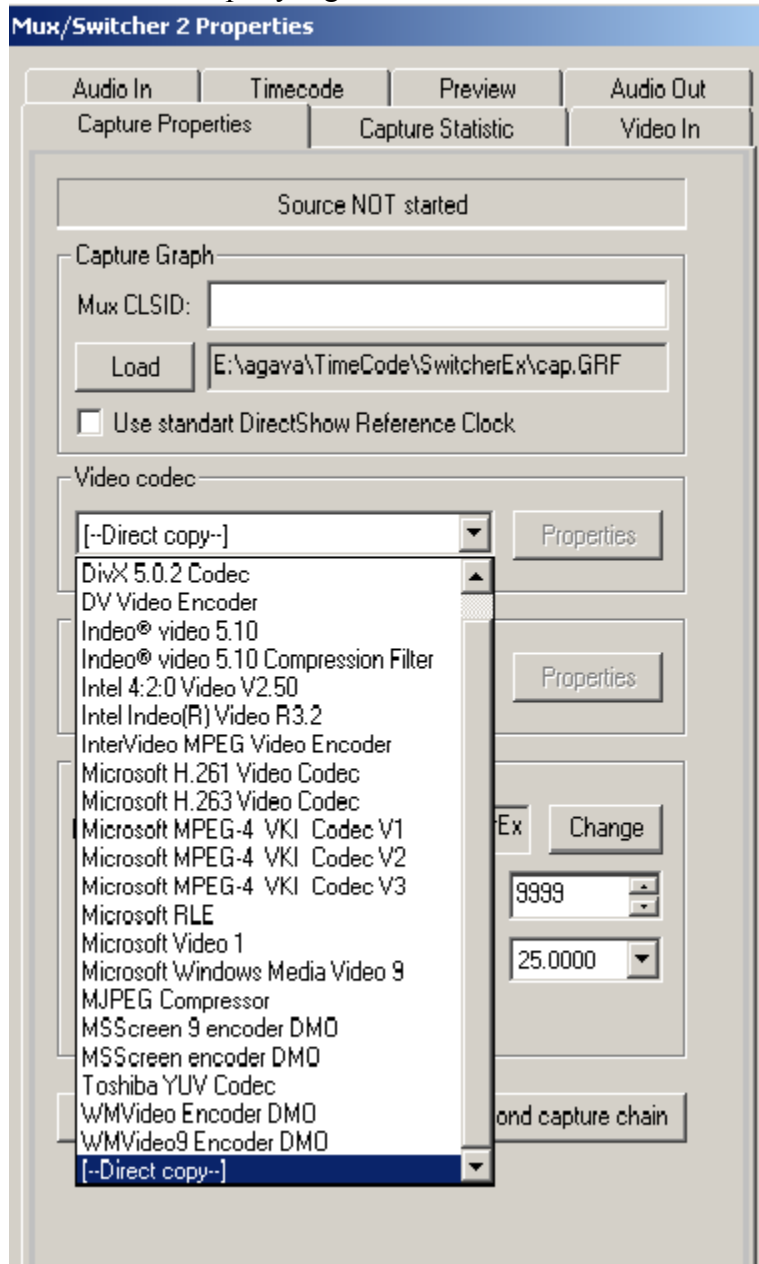 Mux/Switcher 2 Properties
Audio In Timecode Preview Audio Out
Capture Properties Capture Statistic Video In
Source NOT started
Capture Graph
Mux CLSID:
Load E:\agava\TimeCode\SwitcherEx\cap.GRF
Use standart DirectShow Reference Clock
Video codec
[--Direct copy--] Properties
DivX 5.0.2 Codec
DV Video Encoder
Indeo® video 5.10
Indeo® video 5.10 Compression Filter
Intel 4:2:0 Video V2.50
Properties
Intel Indeo(R) Video R3.2
InterVideo MPEG Video Encoder
Microsoft H.261 Video Codec
Microsoft H.263 Video Codec
Microsoft MPEG-4 VKI Codec V1
Ex Change
Microsoft MPEG-4 VKI Codec V2
Microsoft MPEG-4 VKI Codec V3
9999
Microsoft RLE
Microsoft Video 1
25.0000
Microsoft Windows Media Video 9
MJPEG Compressor
MSScreen 9 encoder DMO
MSScreen encoder DMO
Toshiba YUV Codec
WMVideo Encoder DMO
ond capture chain
WMVideo9 Encoder DMO
[--Direct copy--]